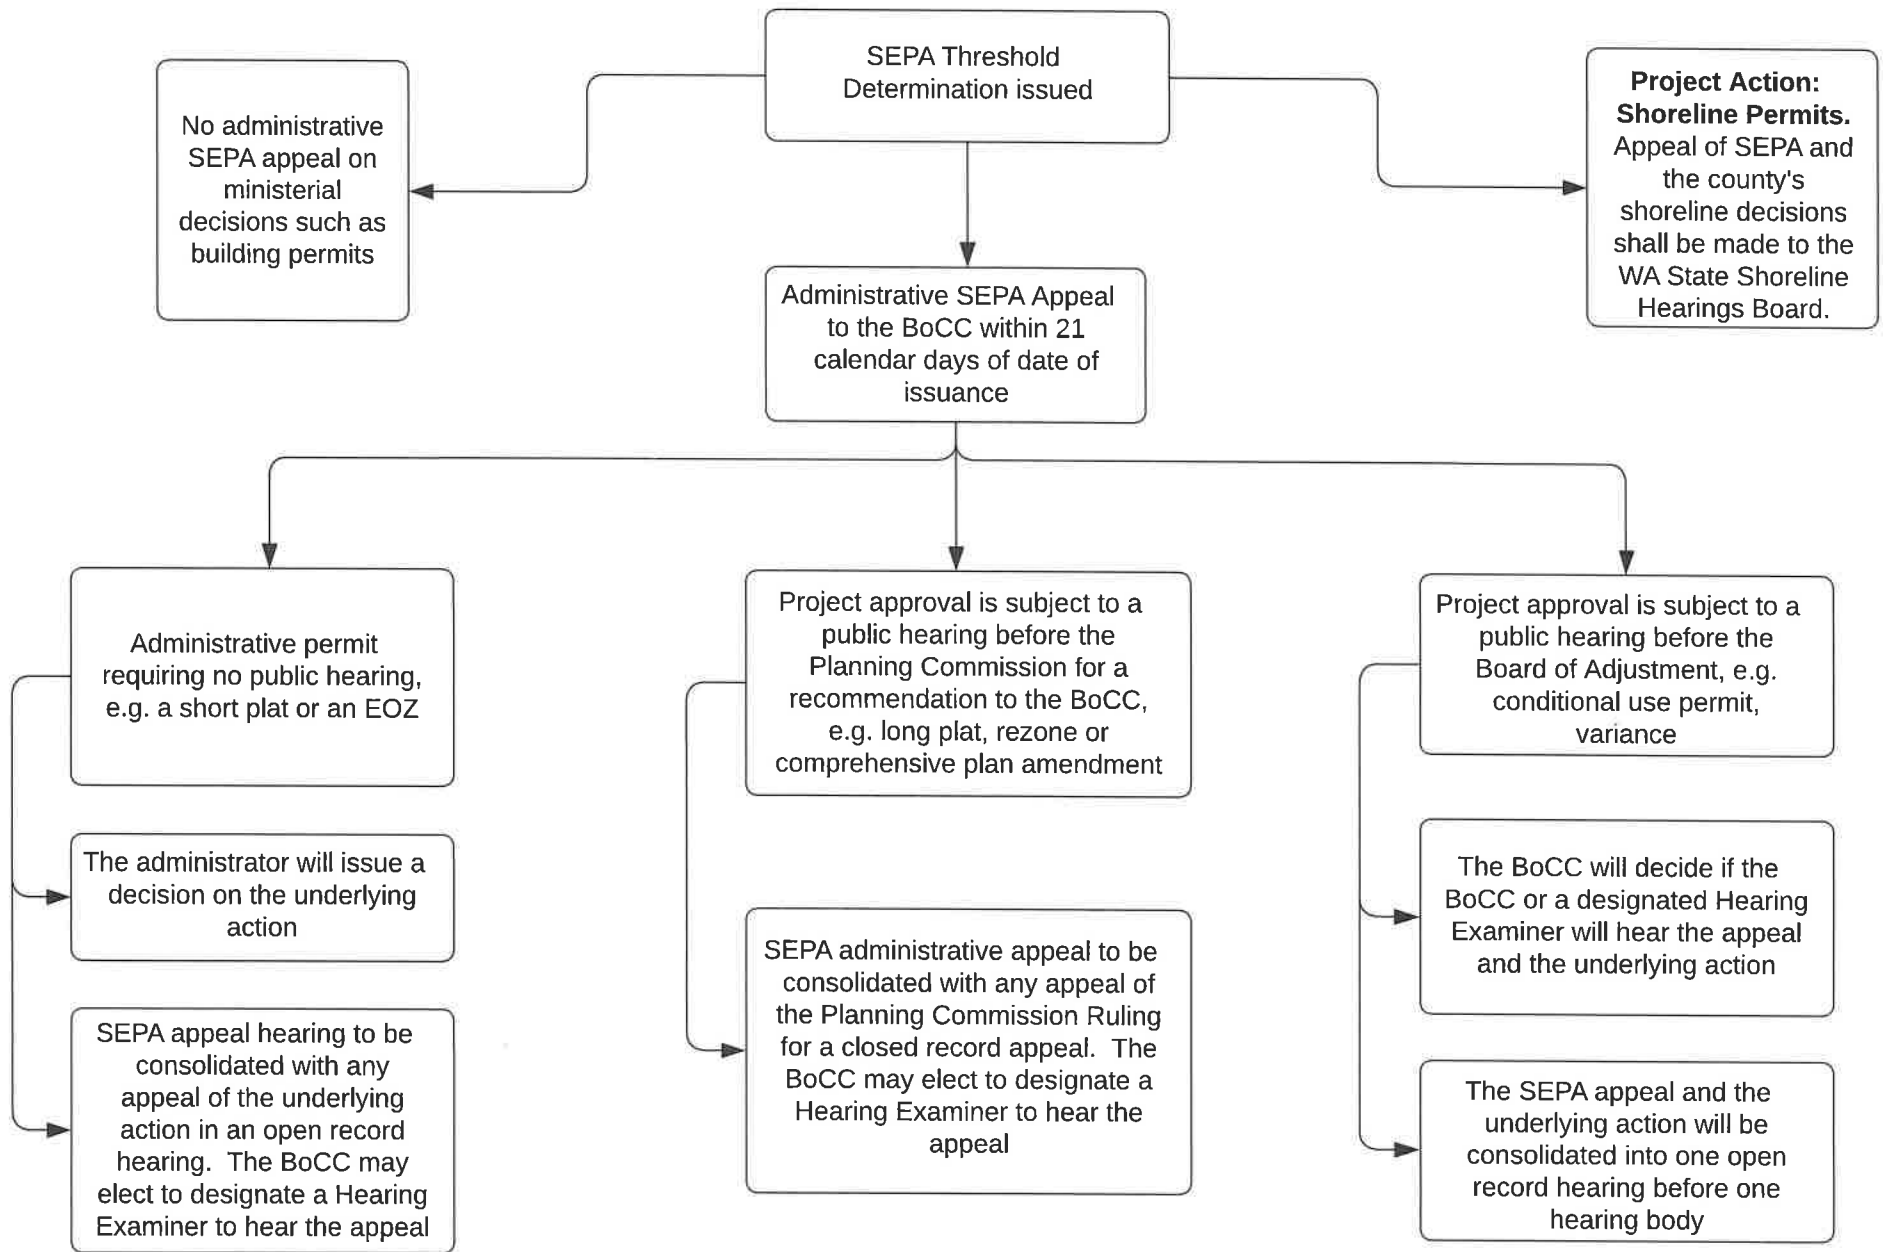 SEPA Threshold
Determination issued
No administrative
SEPA appeal on
ministerial
decisions such as
building permits
Project Action:
Shoreline Permits.
Appeal of SEPA and
the county's
shoreline decisions
shall be made to the
WA State Shoreline
Hearings Board.
Administrative SEPA Appeal
to the BoCC within 21
calendar days of date of
issuance
Administrative permit
requiring no public hearing,
e.g. a short plat or an EOZ
The administrator will issue a
decision on the underlying
action
SEPA appeal hearing to be
consolidated with any
appeal of the underlying
action in an open record
hearing. The BoCC may
elect to designate a Hearing
Examiner to hear the appeal
Project approval is subject to a
public hearing before the
Planning Commission for a
recommendation to the BoCC,
e.g. long plat, rezone or
comprehensive plan amendment
SEPA administrative appeal to be
consolidated with any appeal of
the Planning Commission Ruling
for a closed record appeal. The
BoCC may elect to designate a
Hearing Examiner to hear the
appeal
Project approval is subject to a
public hearing before the
Board of Adjustment, e.g.
conditional use permit,
variance
The BoCC will decide if the
BoCC or a designated Hearing
Examiner will hear the appeal
and the underlying action
The SEPA appeal and the
underlying action will be
consolidated into one open
record hearing before one
hearing body